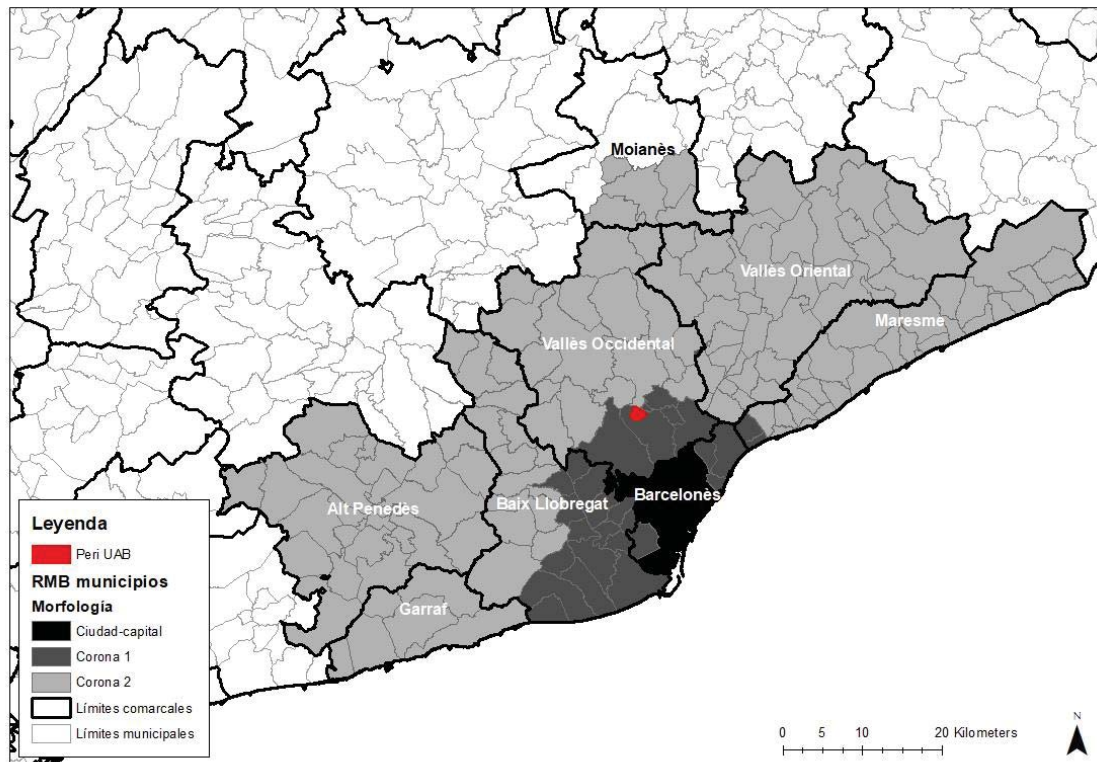 Moianès
Vallès Oriental
Maresme
Vallès Occidental
Barcelonès
Baix Llobregat
Alt Penedès
Garraf
Leyenda
Peri UAB
RMB municipios
Morfología
Ciudad-capital
Corona 1
Corona 2
Límites comarcales
Límites municipales
0 5 10 20 Kilometers
N